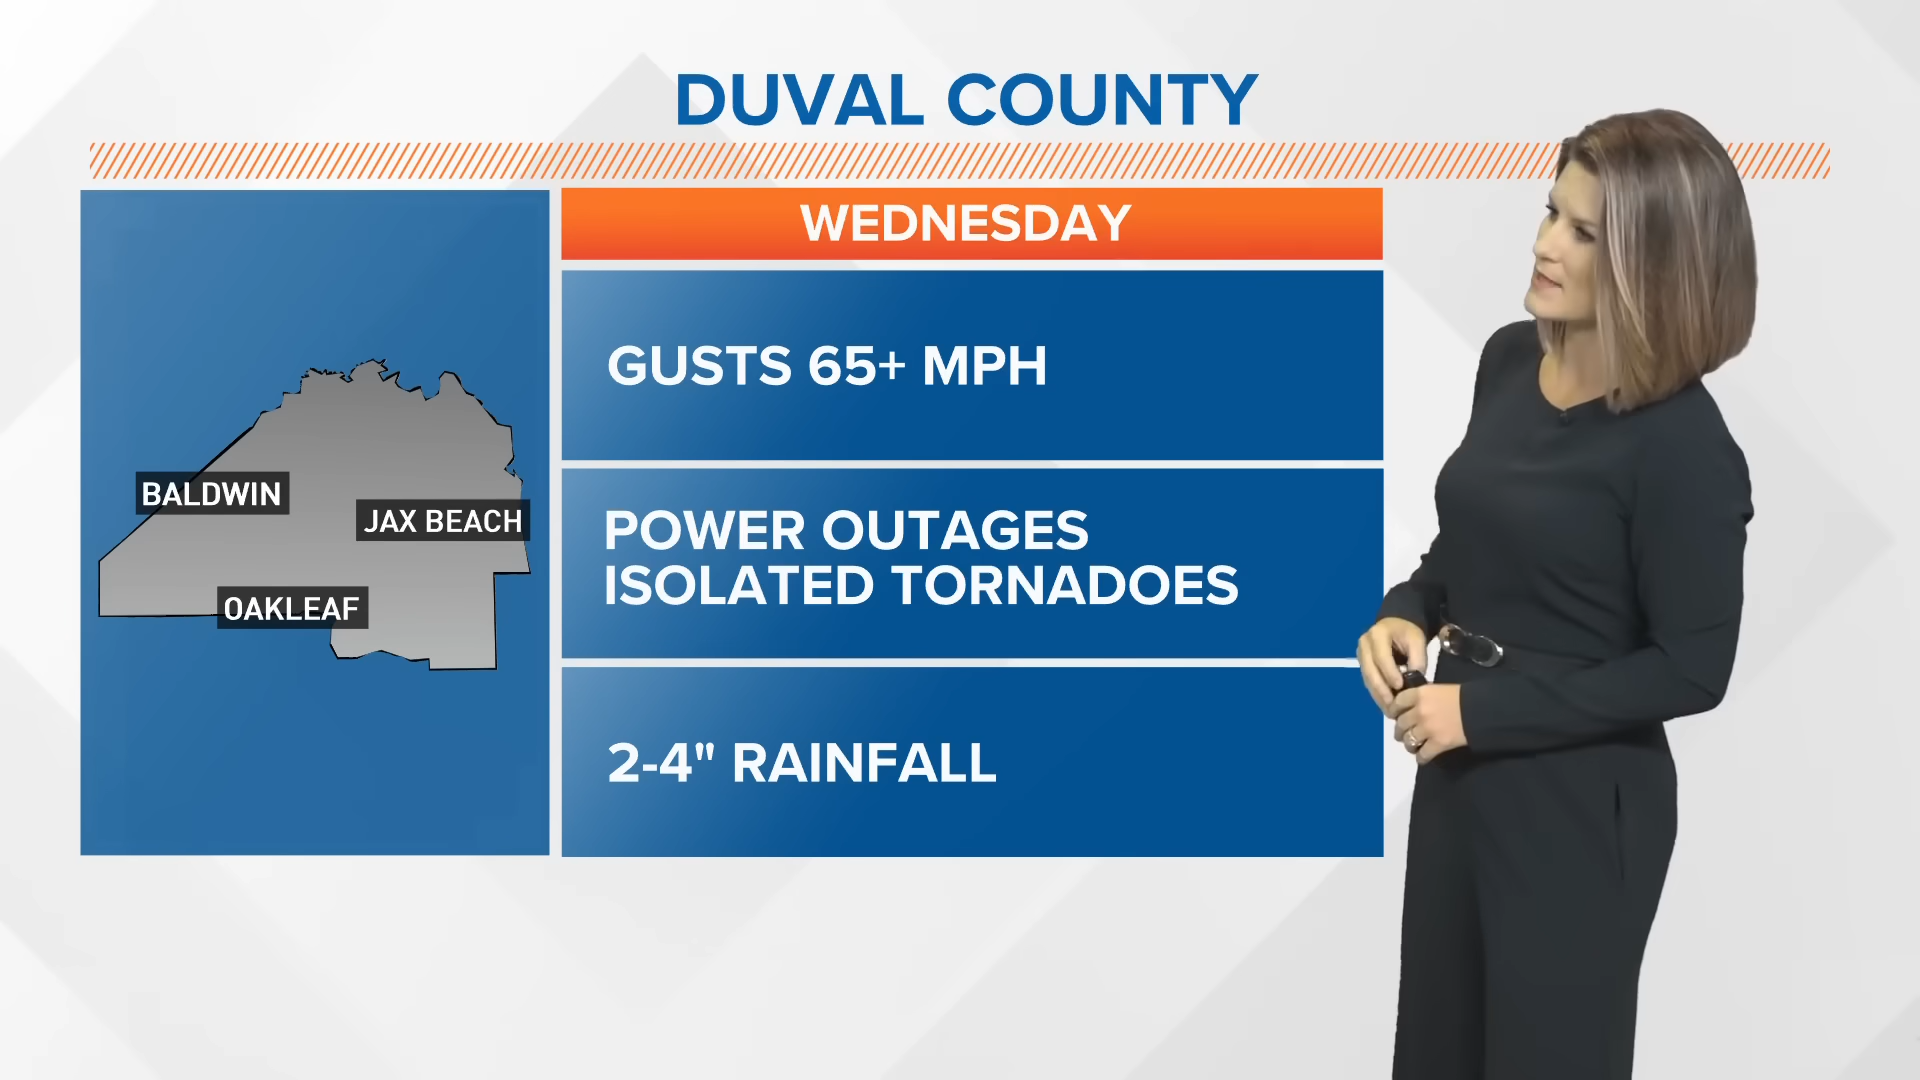 DUVAL COUNTY
WEDNESDAY
GUSTS 65+ MPH
POWER OUTAGES
ISOLATED TORNADOES
2-4" RAINFALL
BALDWIN
JAX BEACH
OAKLEAF